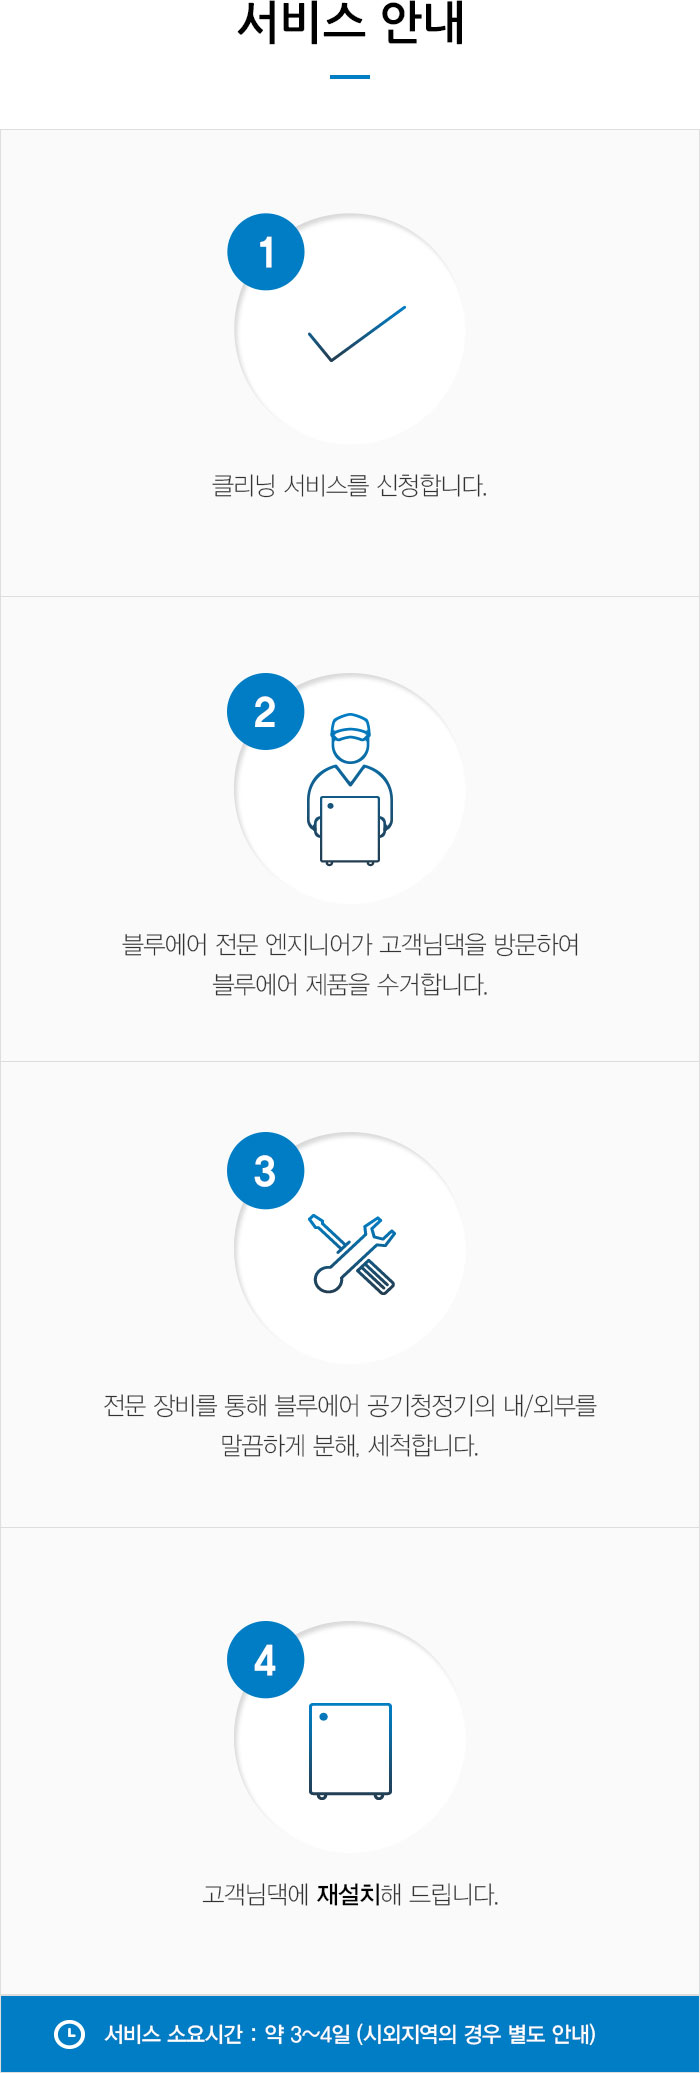 서비스 안내
1
클리닝 서비스를 신청합니다.
2
블루에어 전문 엔지니어가 고객님댁을 방문하여
블루에어 제품을 수거합니다.
3
전문 장비를 통해 블루에어 공기청정기의 내/외부를
말끔하게 분해, 세척합니다.
4
고객님댁에 재설치해 드립니다.
서비스 소요시간 : 약 3~4일 (시외지역의 경우 별도 안내)